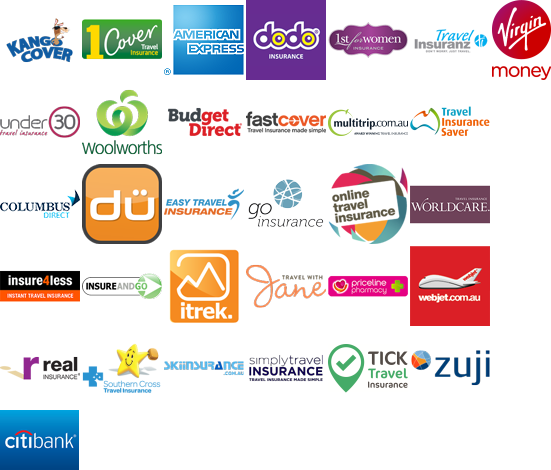 KANGO
COVER
1Cover
Travel
Insurance
AMERICAN
EXPRESS
®
dodo
INSURANCE
1st for women
INSURANCE
Travel
Insuranz
DON'T WORRY. JUST TRAVEL.
Virgin
money
under 30
travel insurance
Woolworths
Budget
Direct
fastcover
Travel Insurance made simple
multitrip.com.au
AWARD WINNING TRAVEL INSURANCE
Travel
Insurance
Saver
COLUMBUS
DIRECT
dü
EASY TRAVEL
INSURANCE
go
insurance
online
travel
insurance
TRAVEL INSURANCE
WORLDCARE
insure4less
INSTANT TRAVEL INSURANCE
INSUREANDGO
itrek.
TRAVEL WITH
Jane
priceline
pharmacy
webjet
webjet.com.au
r real
INSURANCE
Southern Cross
Travel Insurance
SKIINSURANCE
.COM.AU
simplytravel
INSURANCE
TRAVEL INSURANCE MADE SIMPLE
TICK
Travel
Insurance
zuji
citibank